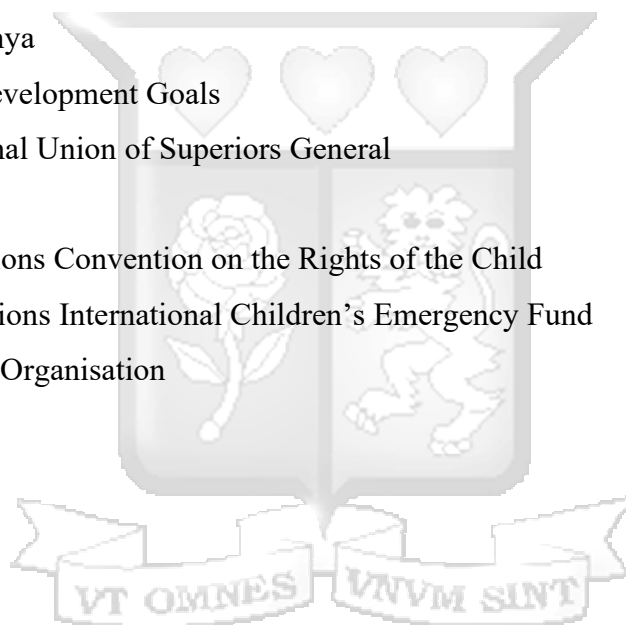 nya
evelopment Goals
nal Union of Superiors General
ions Convention on the Rights of the Child
tions International Children’s Emergency Fund
Organisation
VT OMNES VNVM SINT